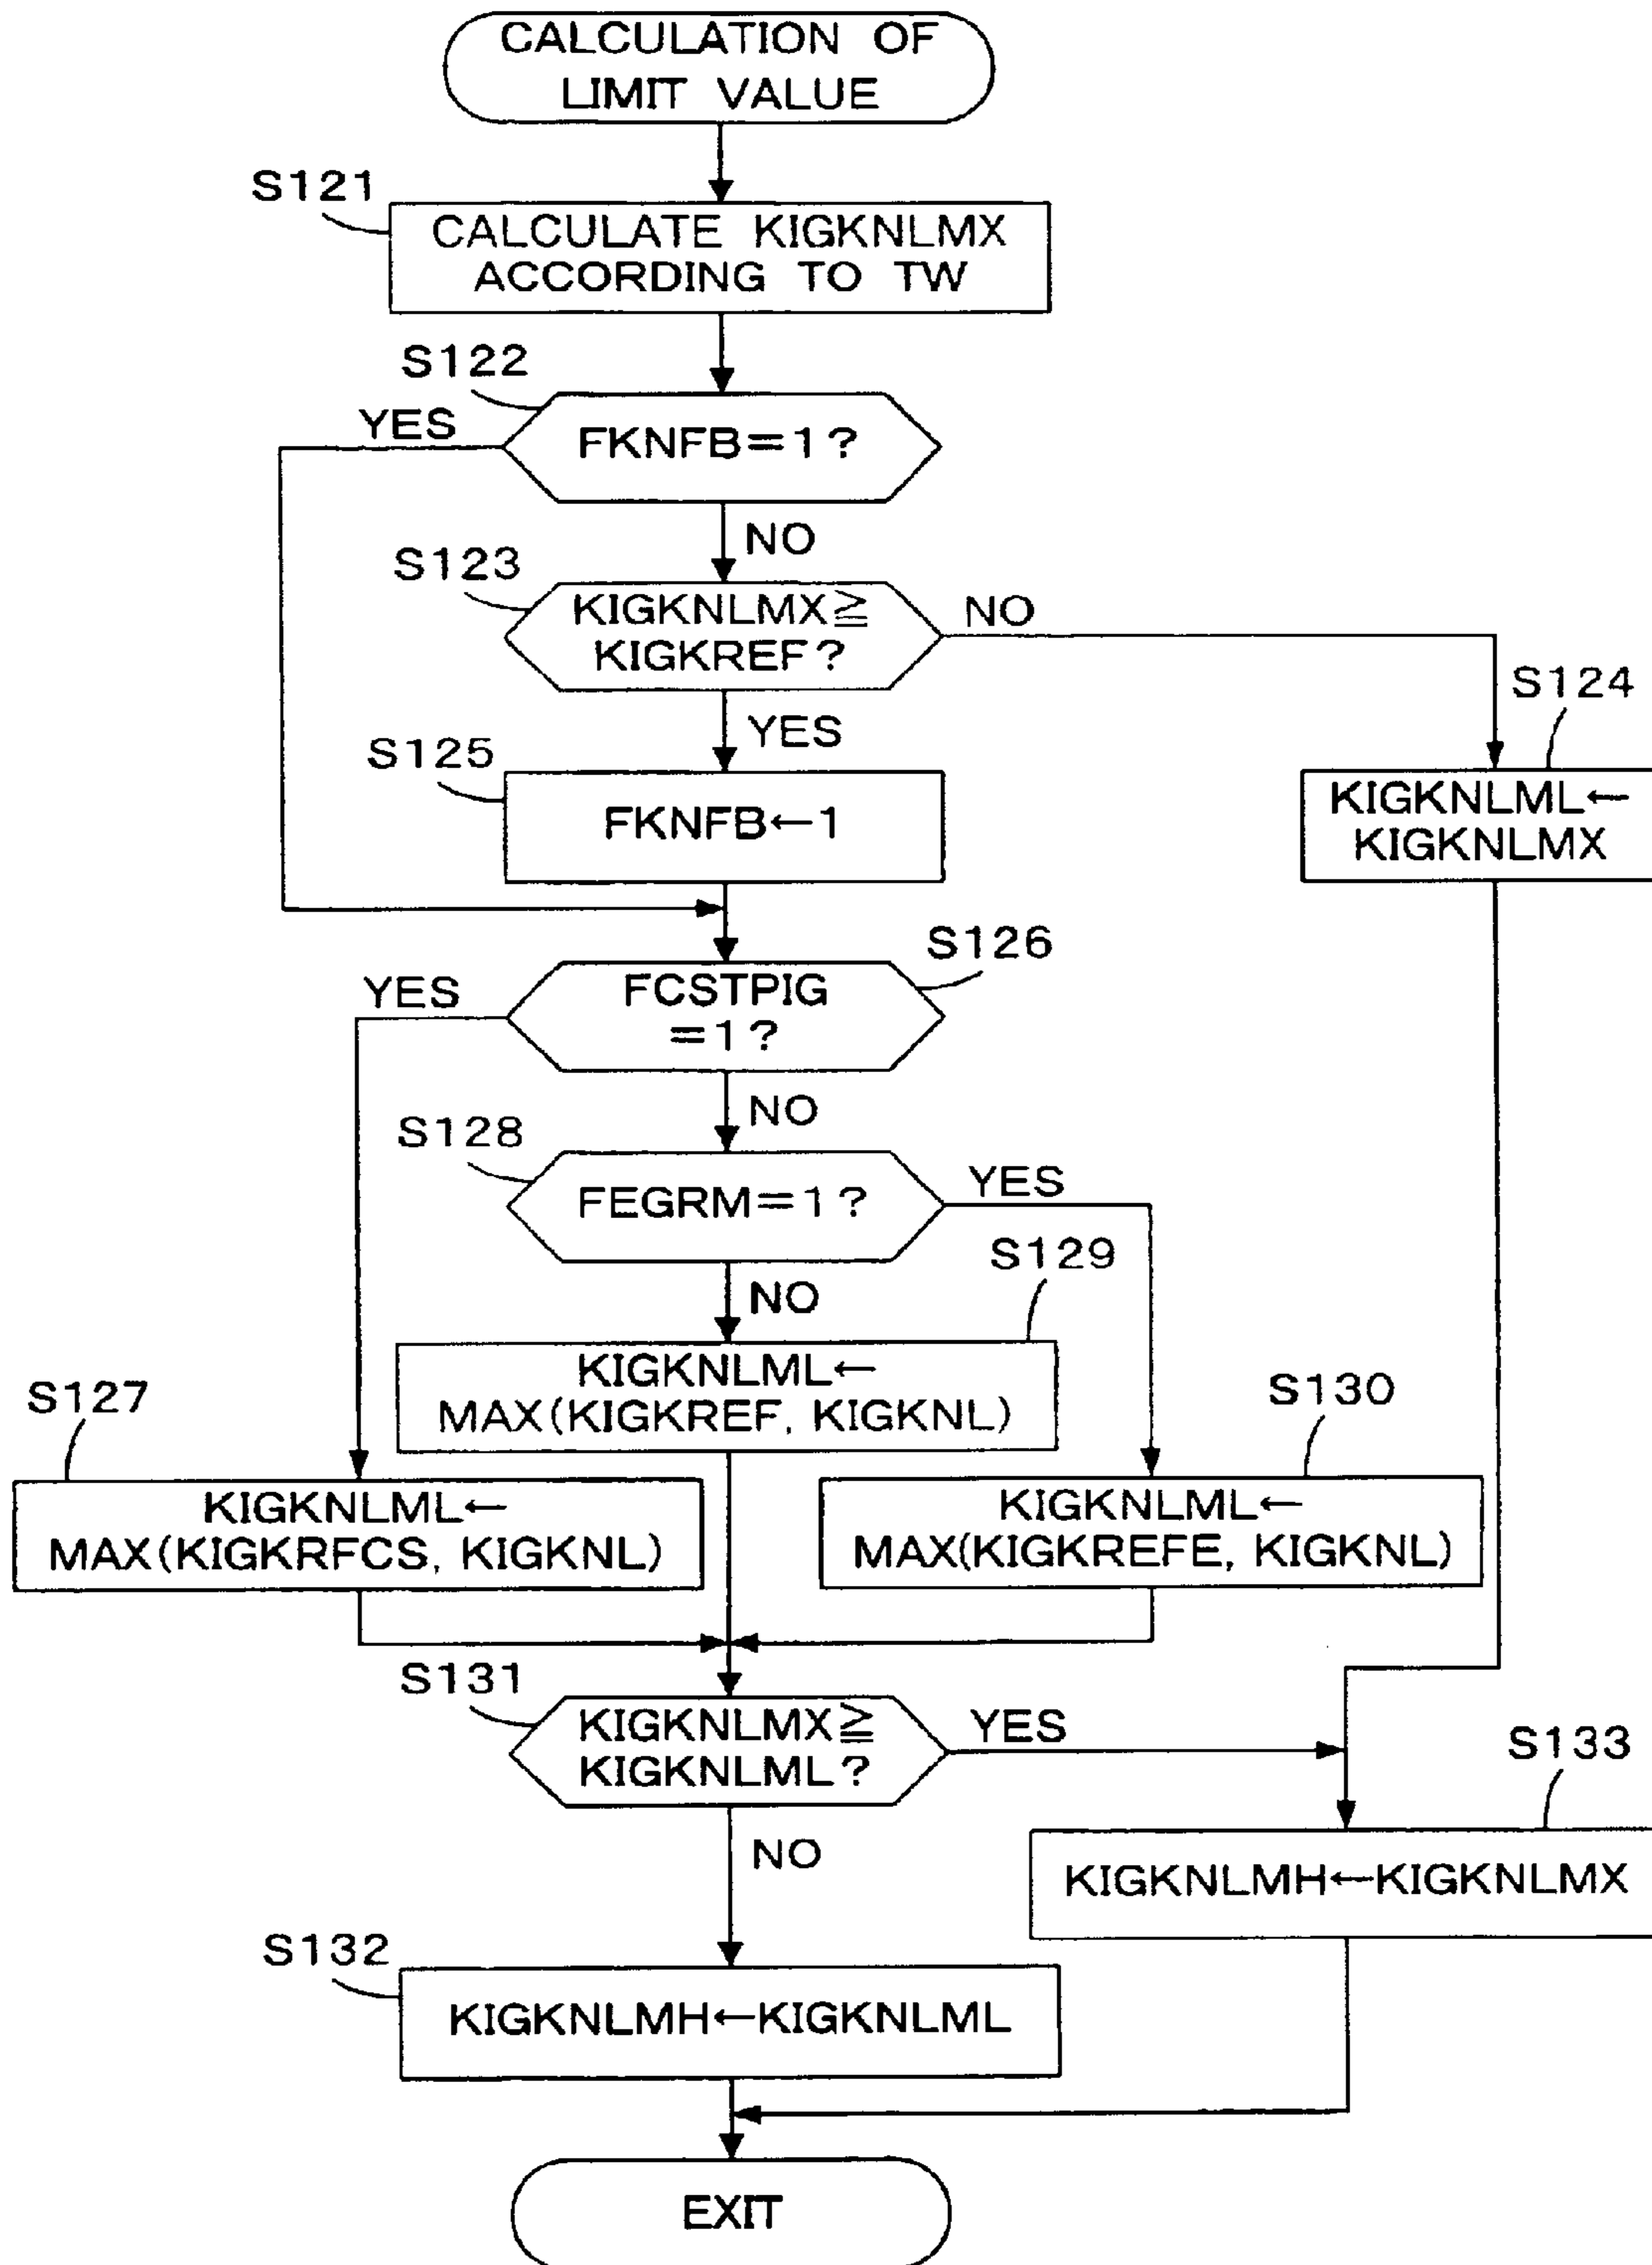 CALCULATION OF
LIMIT VALUE
S121
CALCULATE KIGKNLMX
ACCORDING TO TW
S122
YES
FKNFB=1?
NO
S123
KIGKNLMX≧
KIGKREF?
NO
S124
YES
S125
FKNFB←1
KIGKNLML←
KIGKNLMX
S126
YES
FCSTPIG
=1?
NO
S128
FEGRM=1?
YES
S129
NO
KIGKNLML←
MAX(KIGKREF, KIGKNL)
S127
S130
KIGKNLML←
MAX(KIGKRFCS, KIGKNL)
KIGKNLML←
MAX(KIGKREFE, KIGKNL)
S131
KIGKNLMX≧
KIGKNLML?
YES
S133
NO
KIGKNLMH←KIGKNLMX
S132
KIGKNLMH←KIGKNLML
EXIT